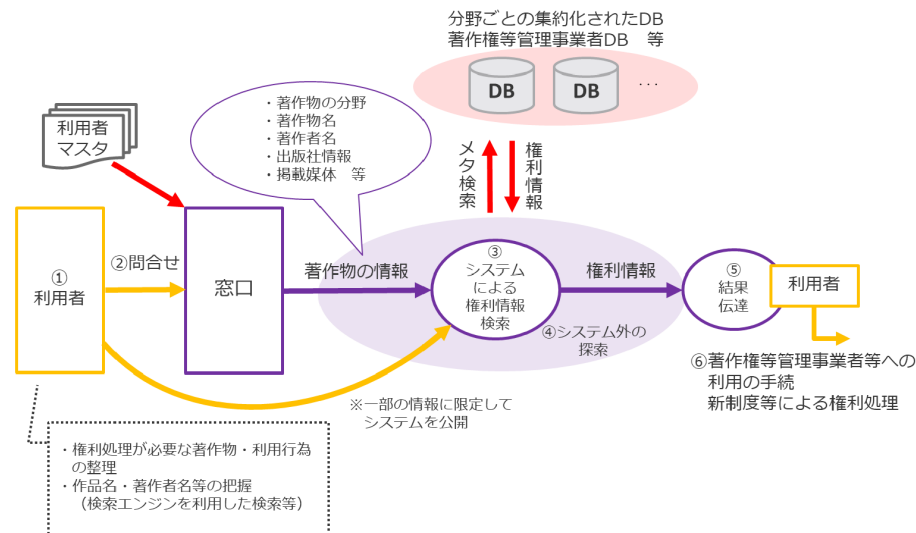 分野ごとの集約化されたDB
著作権等管理事業者DB　等
DB
DB
…
・著作物の分野
・著作物名
・著作者名
・出版社情報
・掲載媒体　等
利用者
マスタ
メタ検索
権利情報
①
利用者
②問合せ
窓口
著作物の情報
③
システム
による
権利情報
検索
権利情報
④システム外の
探索
⑤
結果
伝達
利用者
⑥著作権等管理事業者等への
利用の手続
新制度等による権利処理
※一部の情報に限定して
システムを公開
・権利処理が必要な著作物・利用行為
の整理
・作品名・著作者名等の把握
（検索エンジンを利用した検索等）